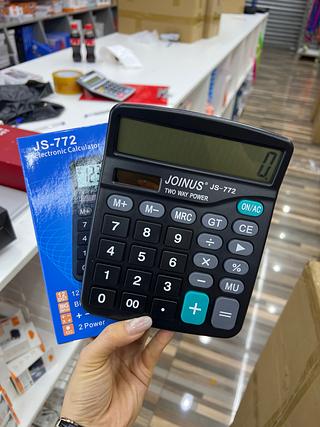 JS-772
Electronic Calculator
0.
JOINUS® JS-772
TWO WAY POWER
ON/AC
M+ M- MRC GT CE
7 8 9 ÷ ▶
4 5 6 × %
1 2 3 − MU
0 00 . + =
12
2 Power